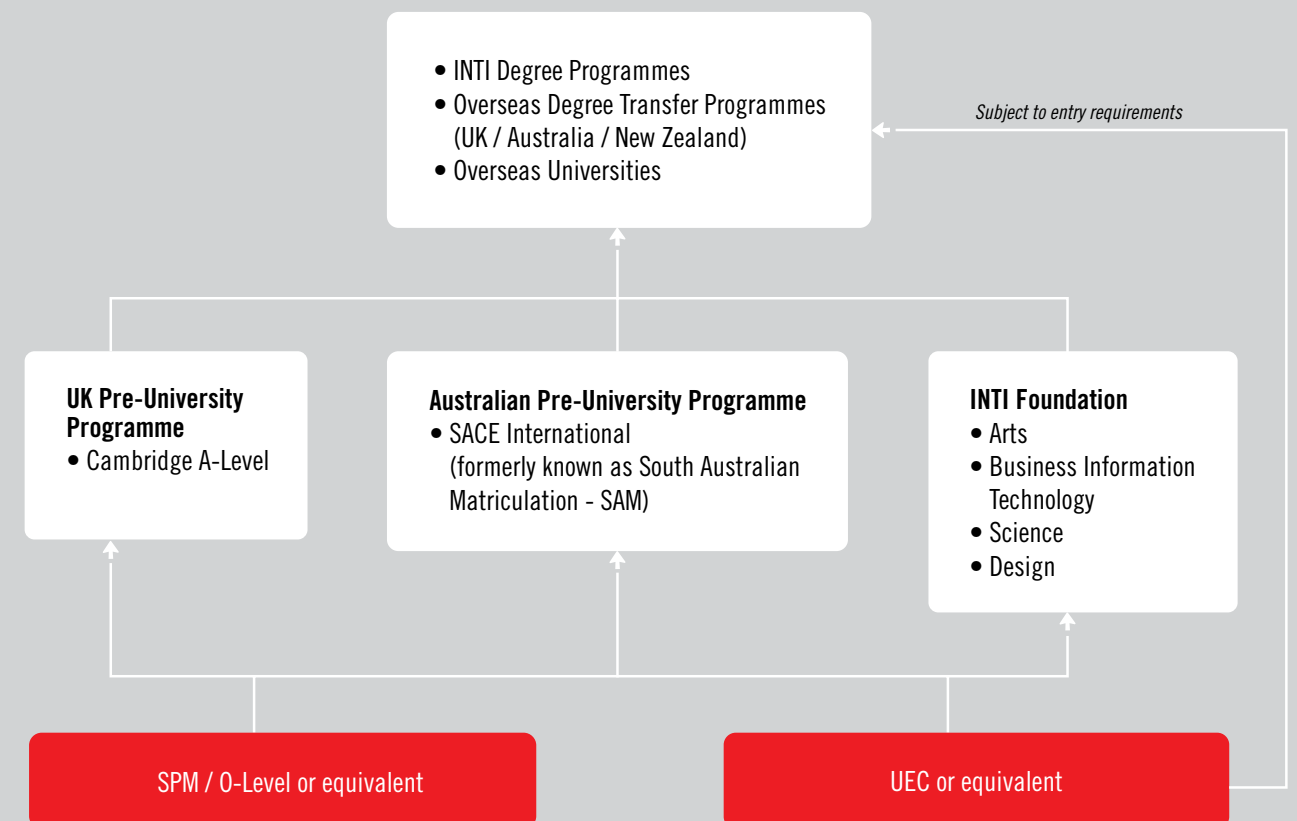 • INTI Degree Programmes
• Overseas Degree Transfer Programmes
(UK / Australia / New Zealand)
• Overseas Universities
Subject to entry requirements
UK Pre-University
Programme
• Cambridge A-Level
Australian Pre-University Programme
• SACE International
(formerly known as South Australian
Matriculation - SAM)
INTI Foundation
• Arts
• Business Information
Technology
• Science
• Design
SPM / O-Level or equivalent
UEC or equivalent